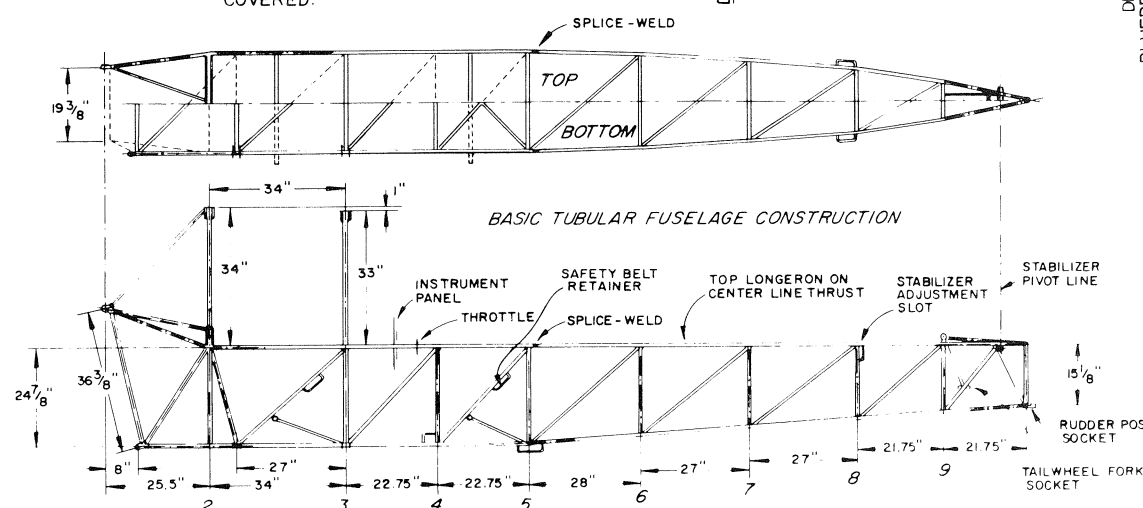 COVERED.
SPLICE-WELD
19 3/8"
TOP
BOTTOM
34"
1"
BASIC TUBULAR FUSELAGE CONSTRUCTION
34"
33"
INSTRUMENT
PANEL
THROTTLE
SAFETY BELT
RETAINER
SPLICE-WELD
TOP LONGERON ON
CENTER LINE THRUST
STABILIZER
ADJUSTMENT
SLOT
STABILIZER
PIVOT LINE
36 3/8"
24 7/8"
15 1/8"
RUDDER POS
SOCKET
TAILWHEEL FORK
SOCKET
8"
27"
27"
27"
21.75"
21.75"
25.5"
34"
22.75"
22.75"
28"
2
3
4
5
6
7
8
9